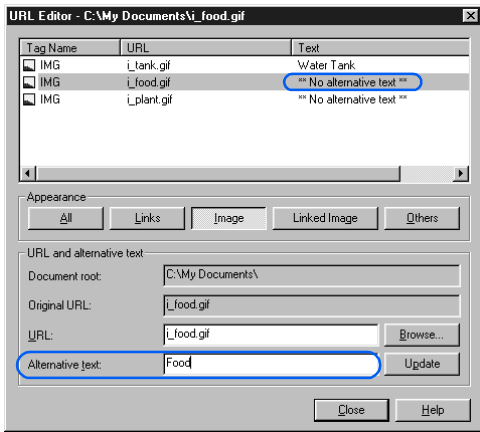 URL Editor - C:\My Documents\i_food.gif
Tag Name URL Text
IMG i_tank.gif Water Tank
IMG i_food.gif ** No alternative text **
IMG i_plant.gif ** No alternative text **
Appearance
All Links Image Linked Image Others
URL and alternative text
Document root: C:\My Documents\
Original URL: i_food.gif
URL: i_food.gif Browse...
Alternative text: Food Update
Close Help